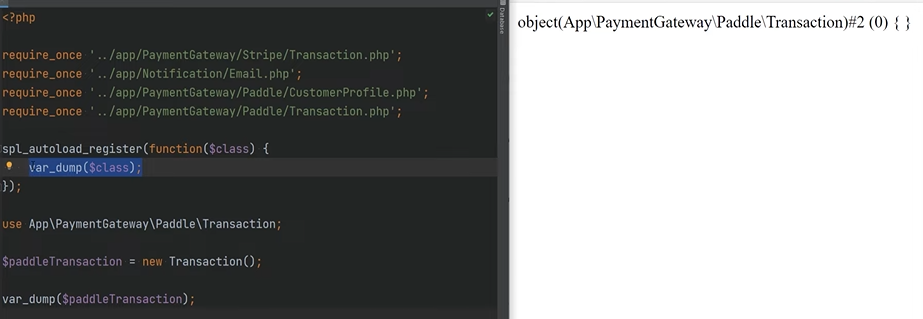 <?php
require_once '../app/PaymentGateway/Stripe/Transaction.php';
require_once '../app/Notification/Email.php';
require_once '../app/PaymentGateway/Paddle/CustomerProfile.php';
require_once '../app/PaymentGateway/Paddle/Transaction.php';
spl_autoload_register(function($class) {
var_dump($class);
});
use App\PaymentGateway\Paddle\Transaction;
$paddleTransaction = new Transaction();
var_dump($paddleTransaction);
Database
object(App\PaymentGateway\Paddle\Transaction)#2 (0) { }